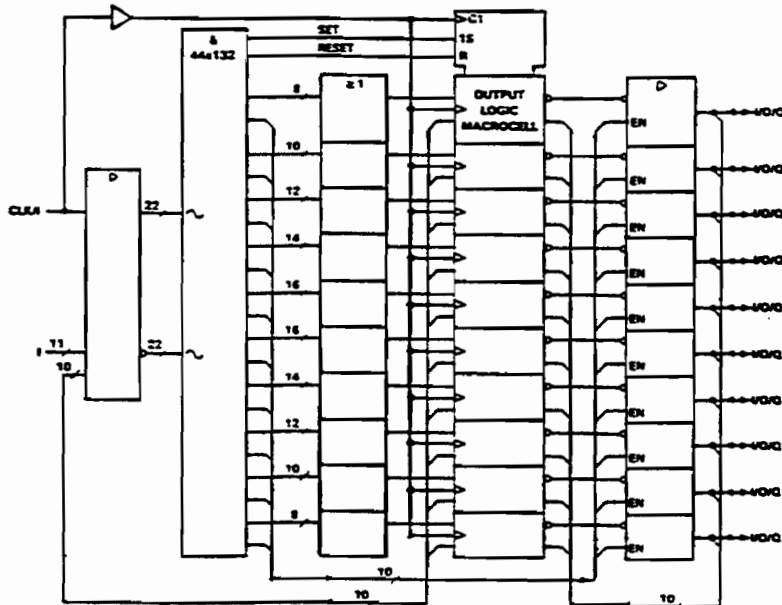 C1
SET
1S
&
RESET
R
44x132
8
≥1
OUTPUT
LOGIC
MACROCELL
I/O/Q
EN
10
I/O/Q
EN
22
12
I/O/Q
CLK/I
EN
14
I/O/Q
EN
16
I/O/Q
EN
16
I/O/Q
I
11
22
EN
10
14
I/O/Q
EN
12
I/O/Q
EN
10
I/O/Q
EN
8
I/O/Q
EN
10
10
10